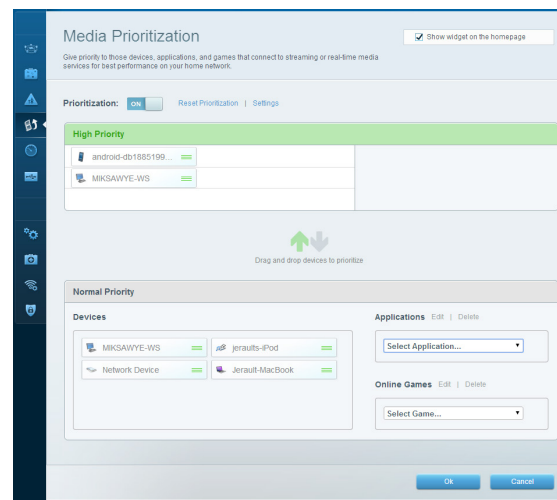 Media Prioritization
Show widget on the homepage
Give priority to those devices, applications, and games that connect to streaming or real-time media
services for best performance on your home network.
Prioritization: ON Reset Prioritization | Settings
High Priority
android-db1885199...
MIKSAWYE-WS
Drag and drop devices to prioritize
Normal Priority
Devices
Applications Edit | Delete
MIKSAWYE-WS
jeraults-iPod
Select Application...
Network Device
Jerault-MacBook
Online Games Edit | Delete
Select Game...
Ok
Cancel